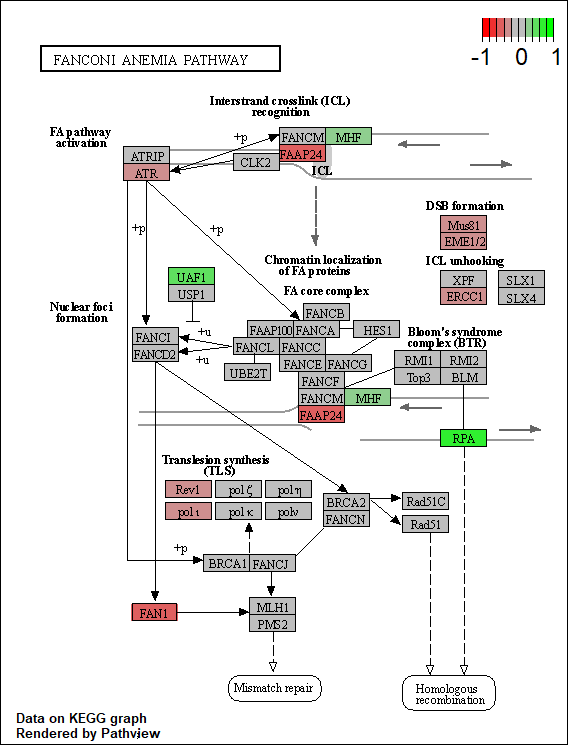 -1 0 1
FANCONI ANEMIA PATHWAY
Interstrand crosslink (ICL)
recognition
FA pathway
activation
+p
FANCM MHF
ATRIP
CLK2
FAAP24
ATR
ICL
DSB formation
Mus81
EME1/2
+p
+p
Chromatin localization
of FA proteins
ICL unhooking
UAF1
USP1
XPF SLX1
ERCC1 SLX4
FA core complex
Nuclear foci
formation
FANCB
FAAP100 FANCA HES1
Bloom's syndrome
complex (BTR)
+u
FANCI
FANCL FANCC
FANCD2
+u
FANCE FANCG
RMI1 RMI2
UBE2T
Top3 BLM
FANCF
FANCM MHF
FAAP24
RPA
Translesion synthesis
(TLS)
Rev1 pol ζ pol η
pol ι pol κ polν
BRCA2
FANCN
Rad51C
Rad51
+p
BRCA1 FANCJ
FAN1
MLH1
PMS2
Mismatch repair
Homologous
recombination
Data on KEGG graph
Rendered by Pathview